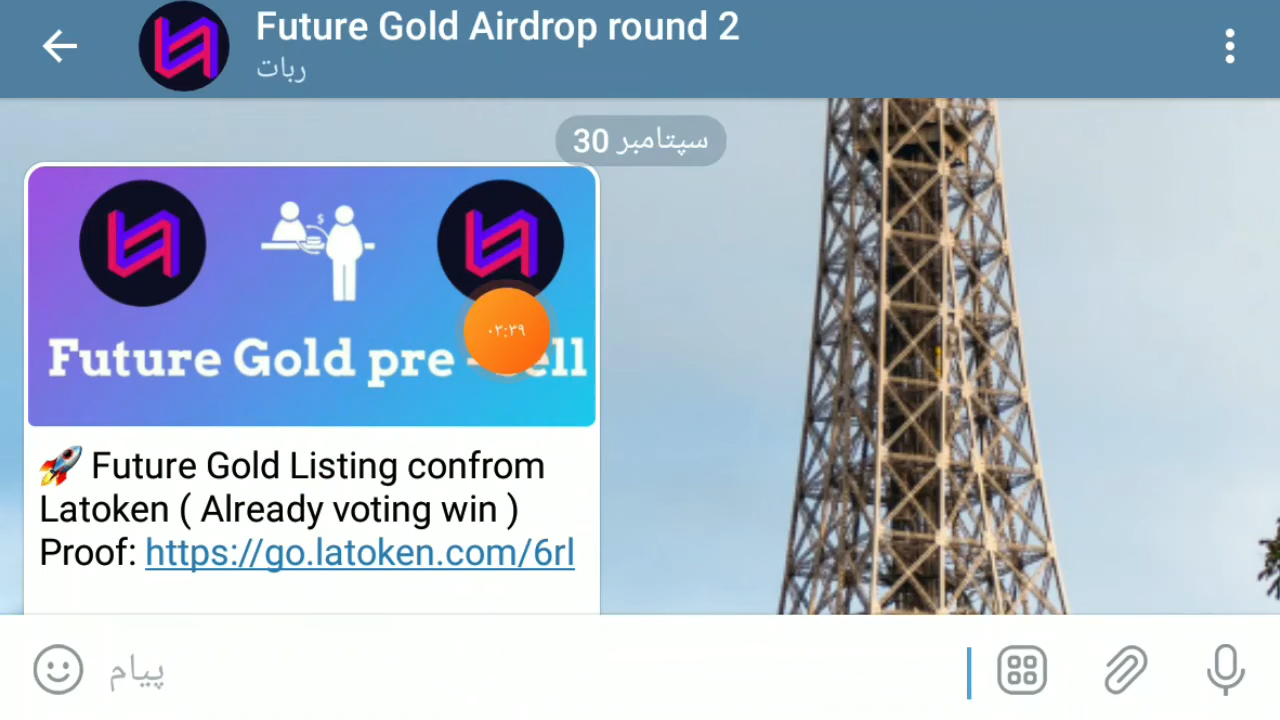 Future Gold Airdrop round 2
ربات
30 سپتامبر
۰۳:۳۹
Future Gold pre
🚀 Future Gold Listing confrom
Latoken ( Already voting win )
Proof: https://go.latoken.com/6rl
پیام